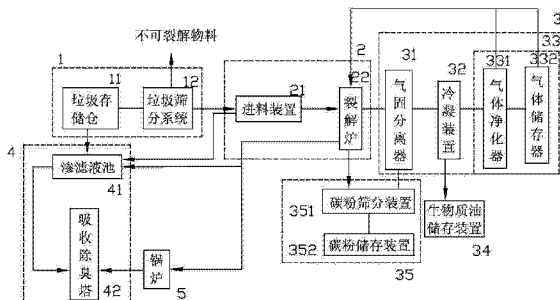 不可裂解物料
1
11
垃圾存
储仓
12
垃圾筛
分系统
2
21
进料装置
22
裂解炉
3
31
气固分离器
32
冷凝装置
33
331
气体净化器
332
气体储存器
4
渗滤液池
41
吸收除臭塔
42
锅炉
5
351
碳粉筛分装置
352
碳粉储存装置
35
生物质油
储存装置
34